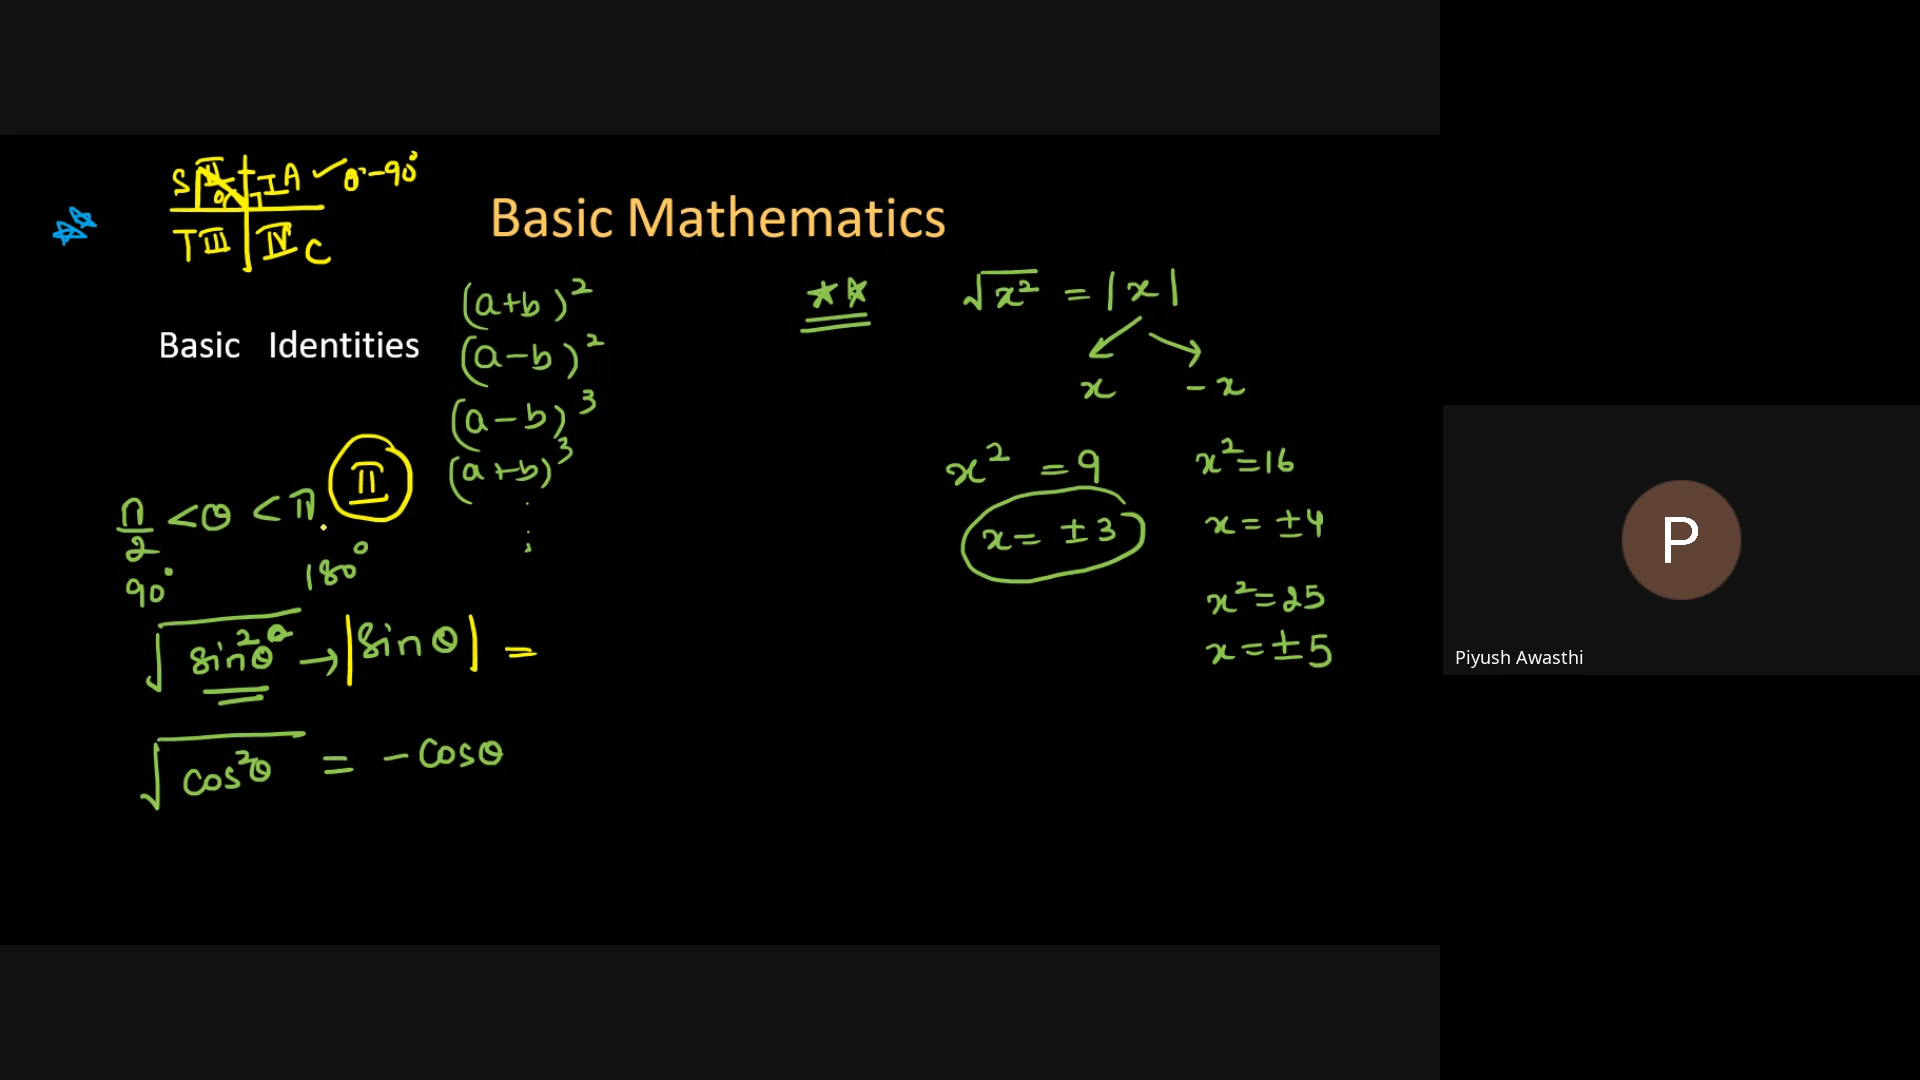 S II I A ✓ 0°-90°
T III IV C
Basic Mathematics
Basic Identities
(a+b)²
(a-b)²
(a-b)³
(a+b)³
⋮
π/2 < θ < π II
90° 180°
√sin²θ → |sin θ| =
√cos²θ = - cosθ
√x² = |x|
x -x
x² = 9
x = ±3
x² = 16
x = ±4
x² = 25
x = ±5
P
Piyush Awasthi